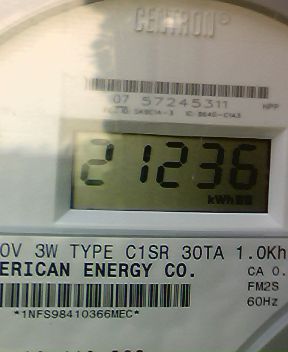 CENTRON®
07 57245311 HPP
21236
kWh
0V 3W TYPE C1SR 30TA 1.0Kh
ERICAN ENERGY CO. CA 0.
FM2S
60Hz
*1NFS98410366MEC*